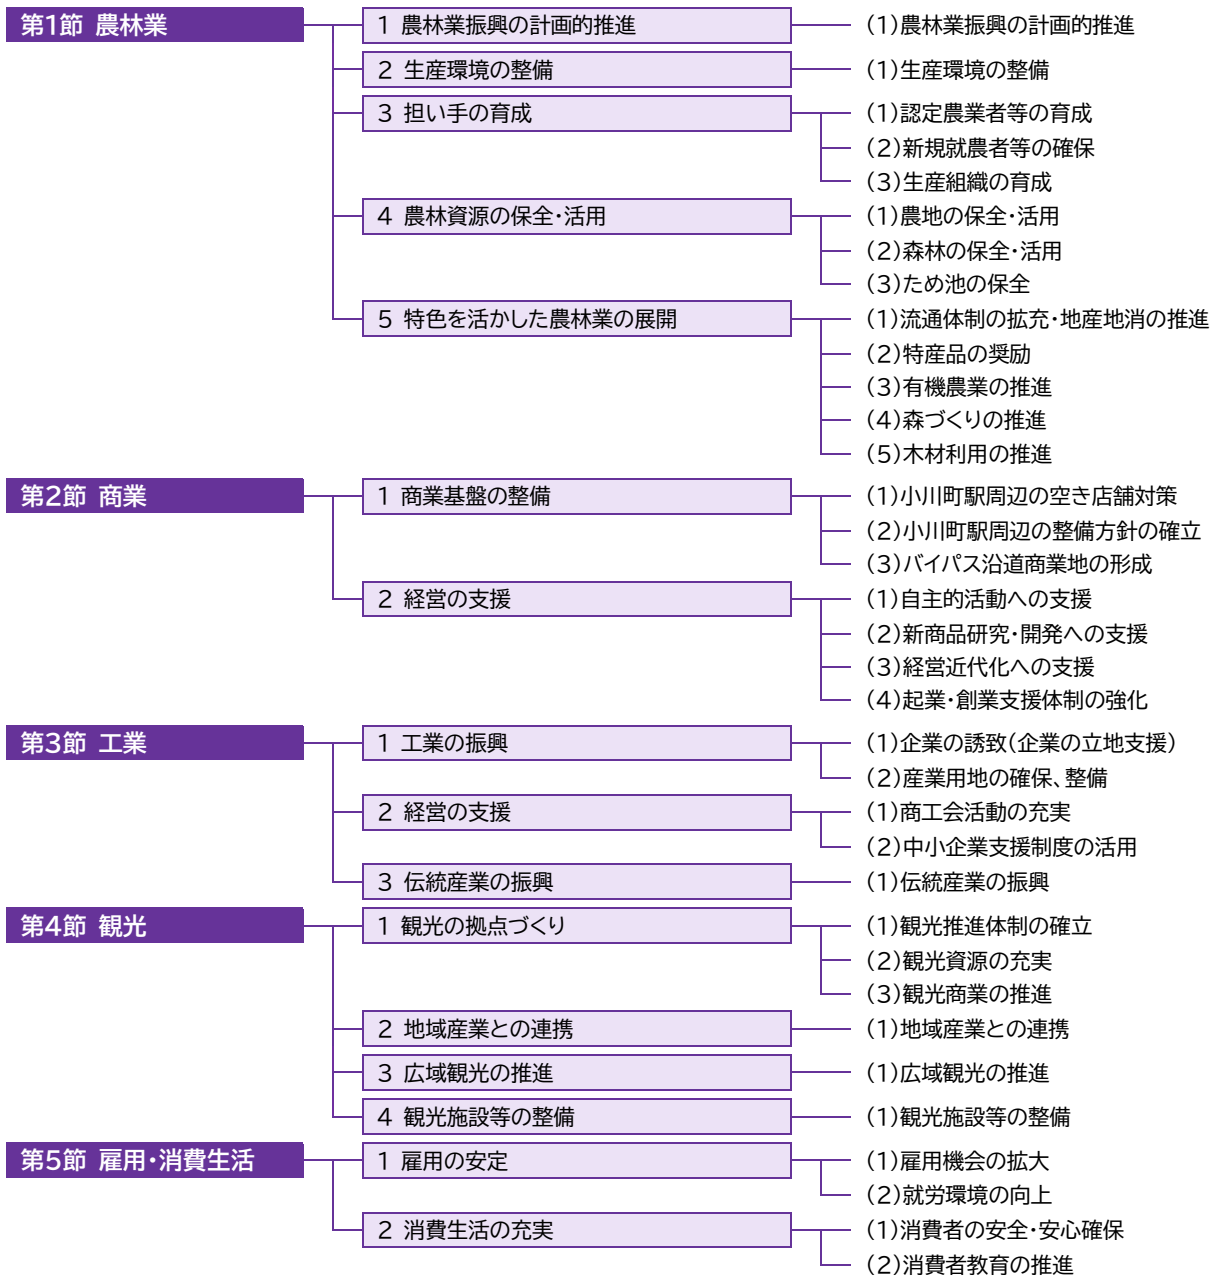 第1節 農林業
1 農林業振興の計画的推進
(1)農林業振興の計画的推進
2 生産環境の整備
(1)生産環境の整備
3 担い手の育成
(1)認定農業者等の育成
(2)新規就農者等の確保
(3)生産組織の育成
4 農林資源の保全・活用
(1)農地の保全・活用
(2)森林の保全・活用
(3)ため池の保全
5 特色を活かした農林業の展開
(1)流通体制の拡充・地産地消の推進
(2)特産品の奨励
(3)有機農業の推進
(4)森づくりの推進
(5)木材利用の推進
第2節 商業
1 商業基盤の整備
(1)小川町駅周辺の空き店舗対策
(2)小川町駅周辺の整備方針の確立
(3)バイパス沿道商業地の形成
2 経営の支援
(1)自主的活動への支援
(2)新商品研究・開発への支援
(3)経営近代化への支援
(4)起業・創業支援体制の強化
第3節 工業
1 工業の振興
(1)企業の誘致(企業の立地支援)
(2)産業用地の確保、整備
2 経営の支援
(1)商工会活動の充実
(2)中小企業支援制度の活用
3 伝統産業の振興
(1)伝統産業の振興
第4節 観光
1 観光の拠点づくり
(1)観光推進体制の確立
(2)観光資源の充実
(3)観光商業の推進
2 地域産業との連携
(1)地域産業との連携
3 広域観光の推進
(1)広域観光の推進
4 観光施設等の整備
(1)観光施設等の整備
第5節 雇用・消費生活
1 雇用の安定
(1)雇用機会の拡大
(2)就労環境の向上
2 消費生活の充実
(1)消費者の安全・安心確保
(2)消費者教育の推進